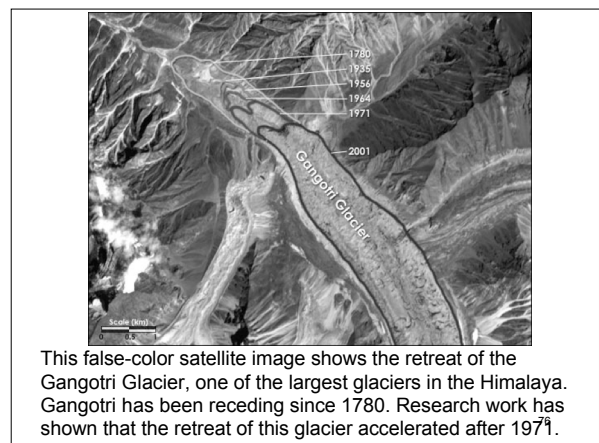 1780
1935
1956
1964
1971
2001
Gangotri Glacier
Scale (km)
0 0.5 1
This false-color satellite image shows the retreat of the
Gangotri Glacier, one of the largest glaciers in the Himalaya.
Gangotri has been receding since 1780. Research work has
shown that the retreat of this glacier accelerated after 1971.
76